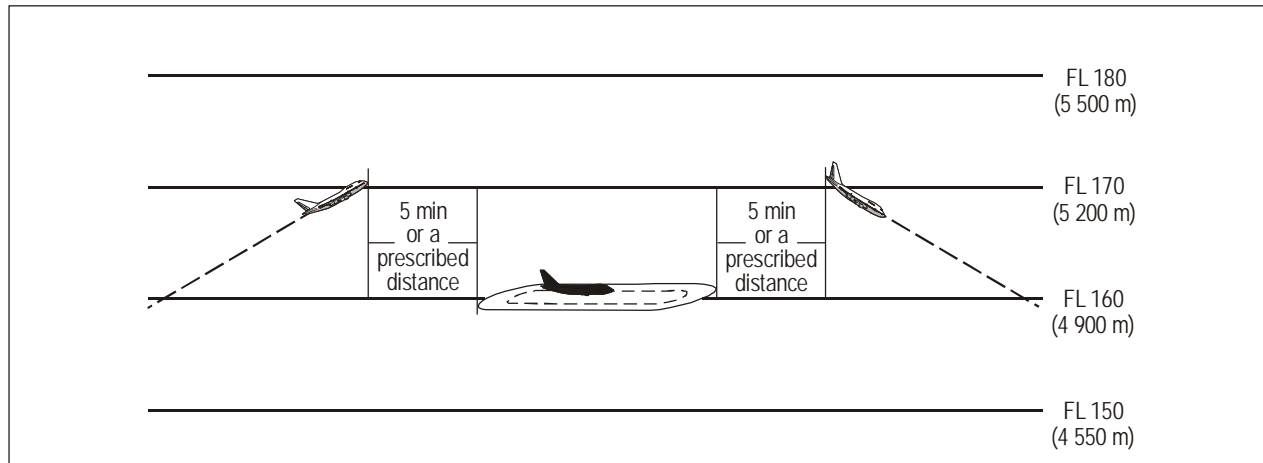 FL 180
(5 500 m)
FL 170
(5 200 m)
5 min
or a
prescribed
distance
5 min
or a
prescribed
distance
FL 160
(4 900 m)
FL 150
(4 550 m)